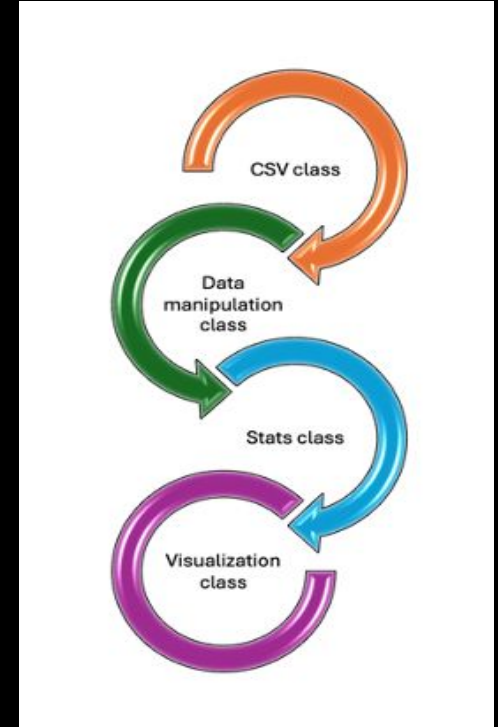 CSV class
Data
manipulation
class
Stats class
Visualization
class